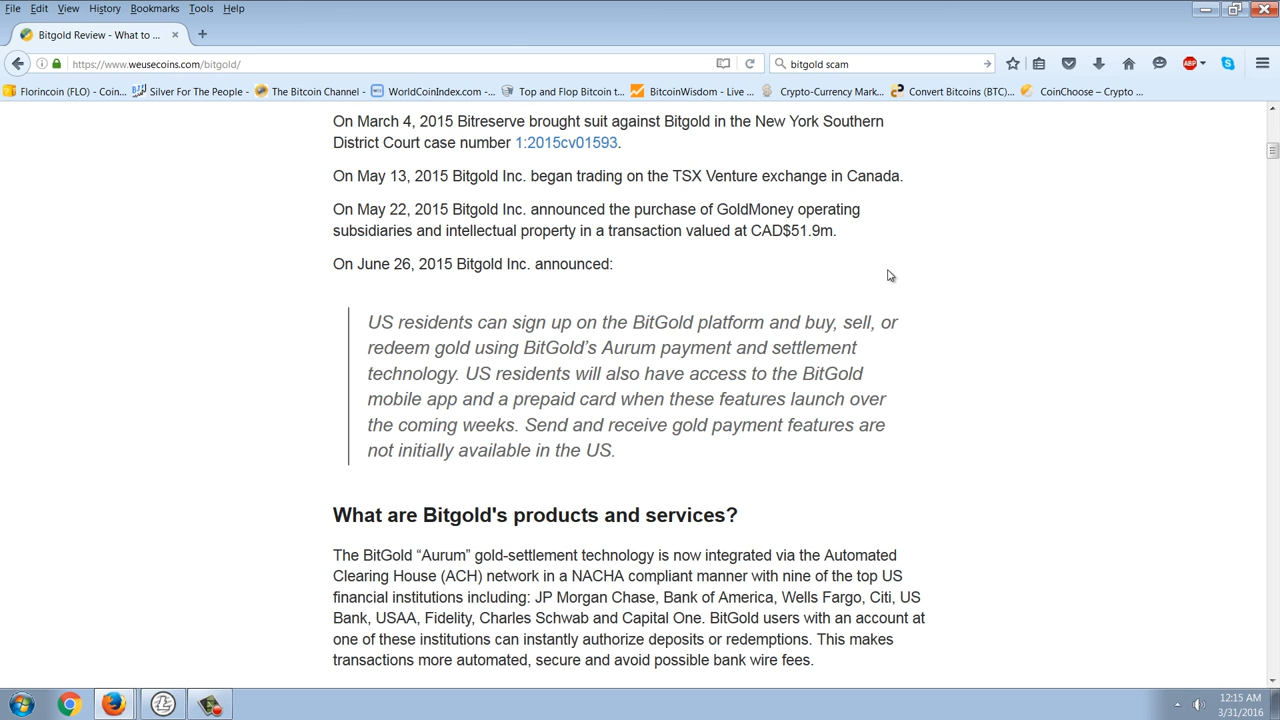 File Edit View History Bookmarks Tools Help
Bitgold Review - What to ...
https://www.weusecoins.com/bitgold/
bitgold scam
ABP
Florincoin (FLO) - Coin... Silver For The People - The Bitcoin Channel - WorldCoinIndex.com -... Top and Flop Bitcoin t... BitcoinWisdom - Live ... Crypto-Currency Mark... Convert Bitcoins (BTC)... CoinChoose – Crypto ...
On March 4, 2015 Bitreserve brought suit against Bitgold in the New York Southern
District Court case number 1:2015cv01593.
On May 13, 2015 Bitgold Inc. began trading on the TSX Venture exchange in Canada.
On May 22, 2015 Bitgold Inc. announced the purchase of GoldMoney operating
subsidiaries and intellectual property in a transaction valued at CAD$51.9m.
On June 26, 2015 Bitgold Inc. announced:
US residents can sign up on the BitGold platform and buy, sell, or
redeem gold using BitGold's Aurum payment and settlement
technology. US residents will also have access to the BitGold
mobile app and a prepaid card when these features launch over
the coming weeks. Send and receive gold payment features are
not initially available in the US.
What are Bitgold's products and services?
The BitGold “Aurum” gold-settlement technology is now integrated via the Automated
Clearing House (ACH) network in a NACHA compliant manner with nine of the top US
financial institutions including: JP Morgan Chase, Bank of America, Wells Fargo, Citi, US
Bank, USAA, Fidelity, Charles Schwab and Capital One. BitGold users with an account at
one of these institutions can instantly authorize deposits or redemptions. This makes
transactions more automated, secure and avoid possible bank wire fees.
12:15 AM
3/31/2016